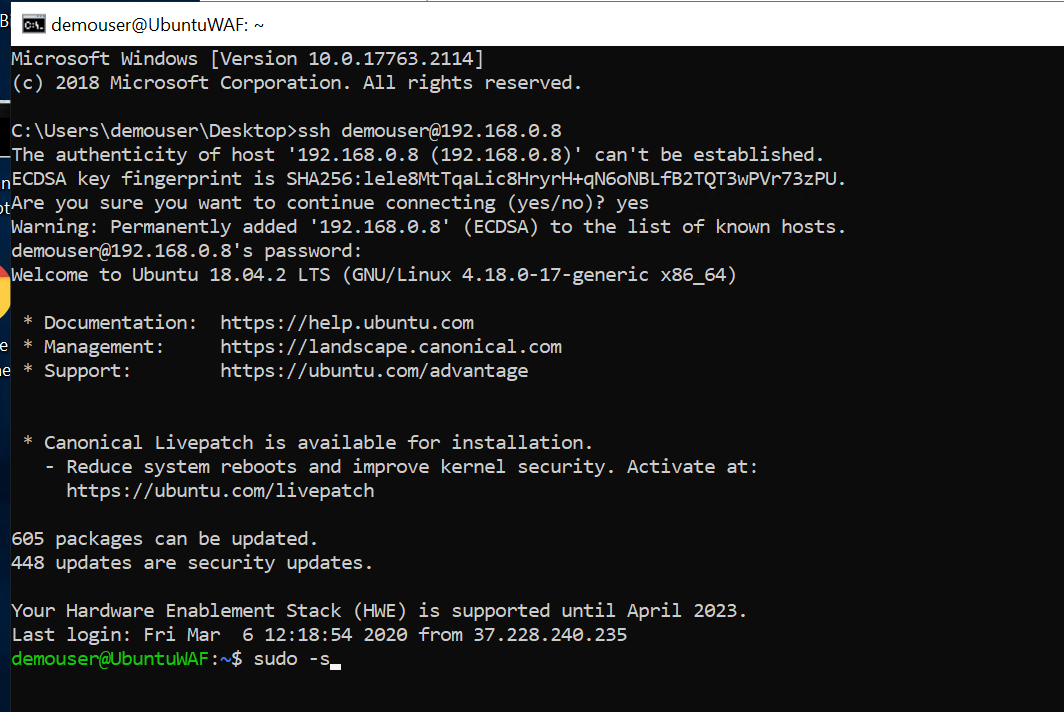 demouser@UbuntuWAF: ~
Microsoft Windows [Version 10.0.17763.2114]
(c) 2018 Microsoft Corporation. All rights reserved.
C:\Users\demouser\Desktop>ssh demouser@192.168.0.8
The authenticity of host '192.168.0.8 (192.168.0.8)' can't be established.
ECDSA key fingerprint is SHA256:lele8MtTqaLic8HryrH+qN6oNBLfB2TQT3wPVr73zPU.
Are you sure you want to continue connecting (yes/no)? yes
Warning: Permanently added '192.168.0.8' (ECDSA) to the list of known hosts.
demouser@192.168.0.8's password:
Welcome to Ubuntu 18.04.2 LTS (GNU/Linux 4.18.0-17-generic x86_64)
* Documentation:  https://help.ubuntu.com
* Management:     https://landscape.canonical.com
* Support:        https://ubuntu.com/advantage
* Canonical Livepatch is available for installation.
- Reduce system reboots and improve kernel security. Activate at:
https://ubuntu.com/livepatch
605 packages can be updated.
448 updates are security updates.
Your Hardware Enablement Stack (HWE) is supported until April 2023.
Last login: Fri Mar  6 12:18:54 2020 from 37.228.240.235
demouser@UbuntuWAF:~$ sudo -s